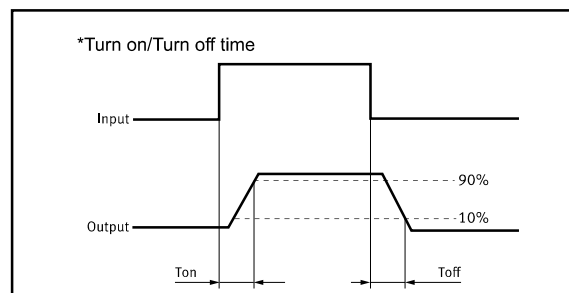 *Turn on/Turn off time
Input
90%
10%
Output
Ton
Toff